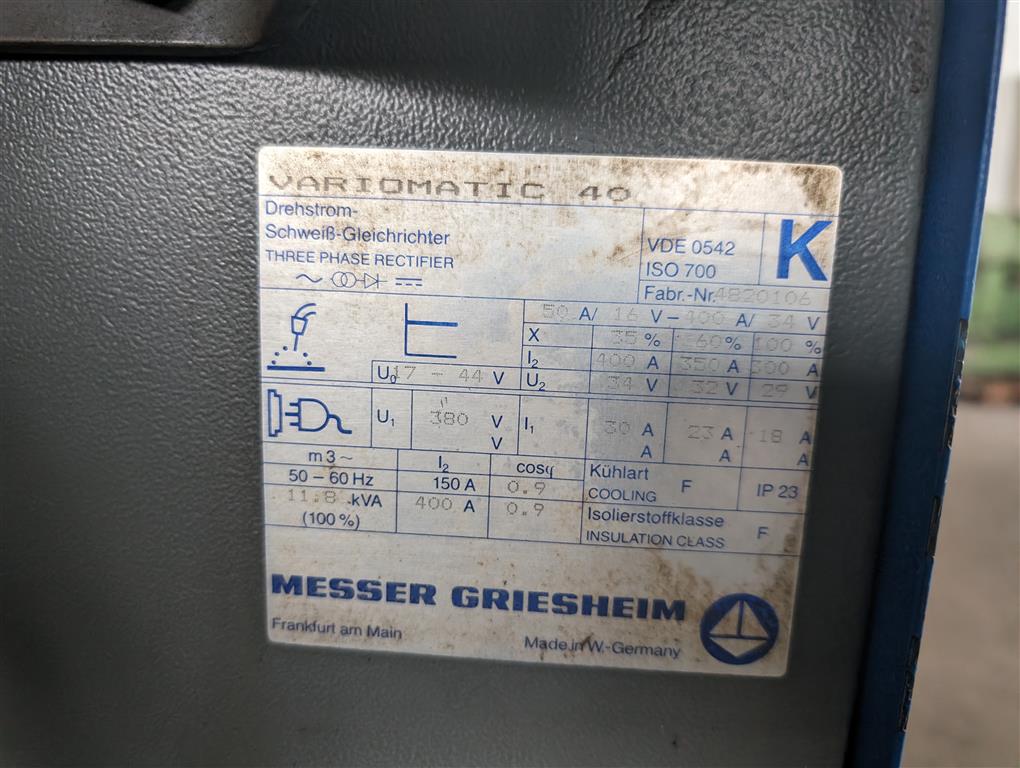 VARIOMATIC 40
Drehstrom-
Schweiß-Gleichrichter
THREE PHASE RECTIFIER
VDE 0542
ISO 700
K
Fabr.-Nr. 4820106
50 A/ 16 V – 400 A/ 34 V
X 35 % 60 % 100 %
I2 400 A 350 A 300 A
U0 17 - 44 V
U2 34 V 32 V 29 V
U1 380 V
V
I1 30 A 23 A 18 A
A A A
m 3 ~
50 – 60 Hz
11.8 kVA
(100 %)
I2
150 A
400 A
cosφ
0.9
0.9
Kühlart
COOLING F
IP 23
Isolierstoffklasse
INSULATION CLASS F
MESSER GRIESHEIM
Frankfurt am Main
Made in W.-Germany